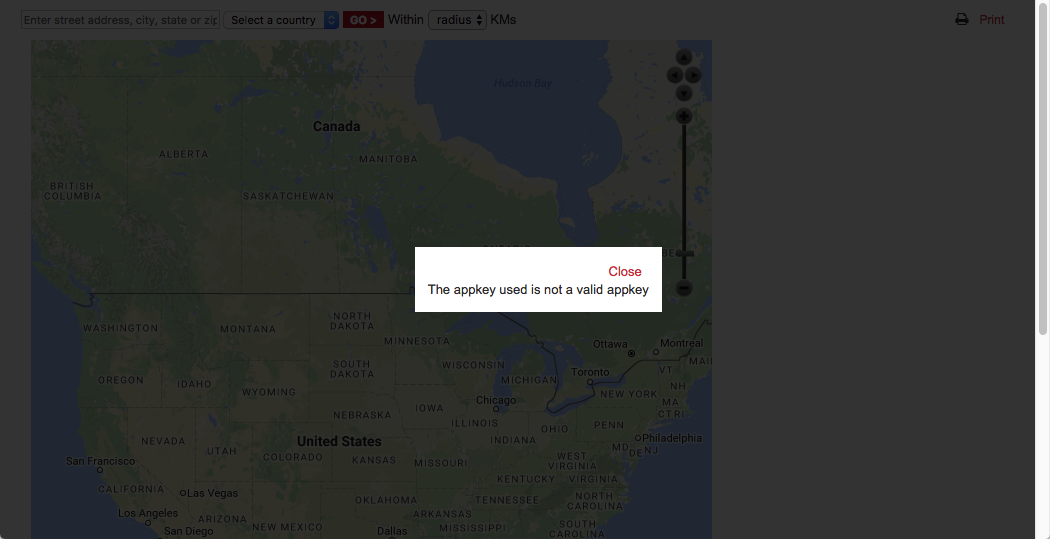 Enter street address, city, state or zip
Select a country
GO >
Within
radius
KMs
Print
Hudson Bay
Canada
ALBERTA
MANITOBA
BRITISH
COLUMBIA
SASKATCHEWAN
Close
The appkey used is not a valid appkey
WASHINGTON
MONTANA
NORTH
DAKOTA
MINNESOTA
Ottawa
Montreal
OREGON
IDAHO
WYOMING
SOUTH
DAKOTA
WISCONSIN
MICHIGAN
Toronto
VT
MAI
NH
NEBRASKA
IOWA
Chicago
NEW YORK
MA
CT RI
ILLINOIS
NEVADA
UTAH
United States
COLORADO
KANSAS
MISSOURI
INDIANA
OHIO
PENN
Philadelphia
MD
DE
NJ
San Francisco
WEST
VIRGINIA
KENTUCKY
VIRGINIA
CALIFORNIA
Las Vegas
OKLAHOMA
TENNESSEE
NORTH
CAROLINA
Los Angeles
ARIZONA
NEW MEXICO
ARKANSAS
San Diego
Dallas
MISSISSIPPI
SOUTH
CAROLINA